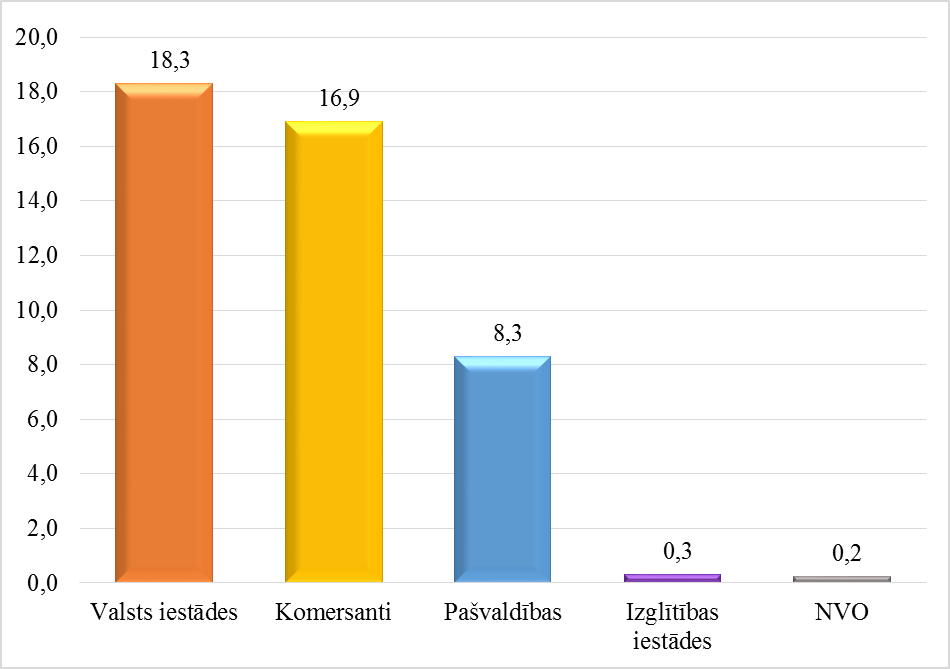 20,0
18,0
16,0
14,0
12,0
10,0
8,0
6,0
4,0
2,0
0,0
18,3
16,9
8,3
0,3
0,2
Valsts iestādes
Komersanti
Pašvaldības
Izglītības
iestādes
NVO